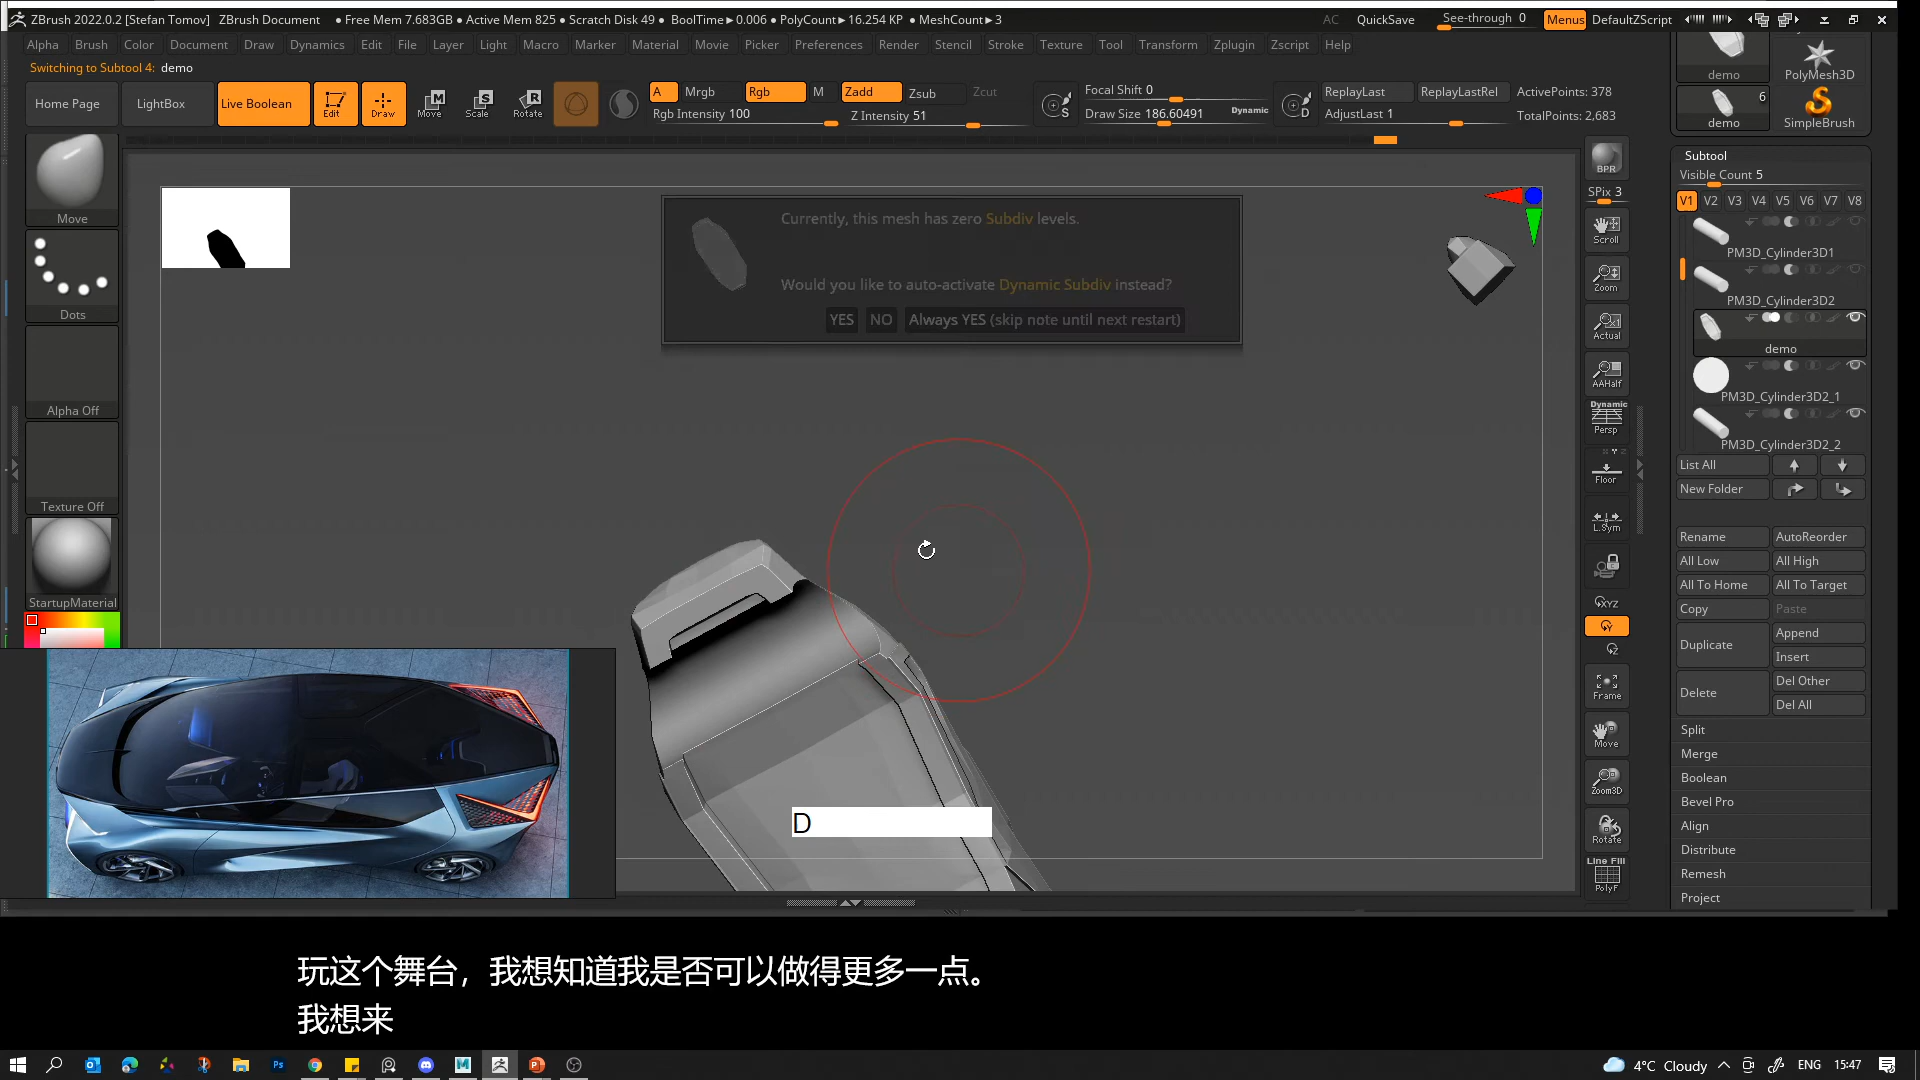 ZBrush 2022.0.2 [Stefan Tomov] ZBrush Document • Free Mem 7.683GB • Active Mem 825 • Scratch Disk 49 • BoolTime►0.006 • PolyCount►16.254 KP • MeshCount►3 AC QuickSave See-through 0 Menus DefaultZScript
Alpha Brush Color Document Draw Dynamics Edit File Layer Light Macro Marker Material Movie Picker Preferences Render Stencil Stroke Texture Tool Transform Zplugin Zscript Help
Switching to Subtool 4: demo
Home Page LightBox Live Boolean Edit Draw Move Scale Rotate A Mrgb Rgb M Zadd Zsub Zcut
Rgb Intensity 100 Z Intensity 51
Focal Shift 0
Draw Size 186.60491 Dynamic
ReplayLast ReplayLastRel ActivePoints: 378
AdjustLast 1 TotalPoints: 2,683
demo PolyMesh3D
6
demo SimpleBrush
Move
Dots
Alpha Off
Texture Off
StartupMaterial
Currently, this mesh has zero Subdiv levels.
Would you like to auto-activate Dynamic Subdiv instead?
YES NO Always YES (skip note until next restart)
D
BPR
SPix 3
Scroll
Zoom
Actual
AAHalf
Dynamic
Persp
Floor
L.Sym
XYZ
Y
Z
Frame
Move
Zoom3D
Rotate
Line Fill
PolyF
Subtool
Visible Count 5
V1 V2 V3 V4 V5 V6 V7 V8
PM3D_Cylinder3D1
PM3D_Cylinder3D2
demo
PM3D_Cylinder3D2_1
PM3D_Cylinder3D2_2
List All
New Folder
Rename AutoReorder
All Low All High
All To Home All To Target
Copy Paste
Duplicate Append
Insert
Delete Del Other
Del All
Split
Merge
Boolean
Bevel Pro
Align
Distribute
Remesh
Project
玩这个舞台，我想知道我是否可以做得更多一点。
我想来
4°C Cloudy ENG 15:47